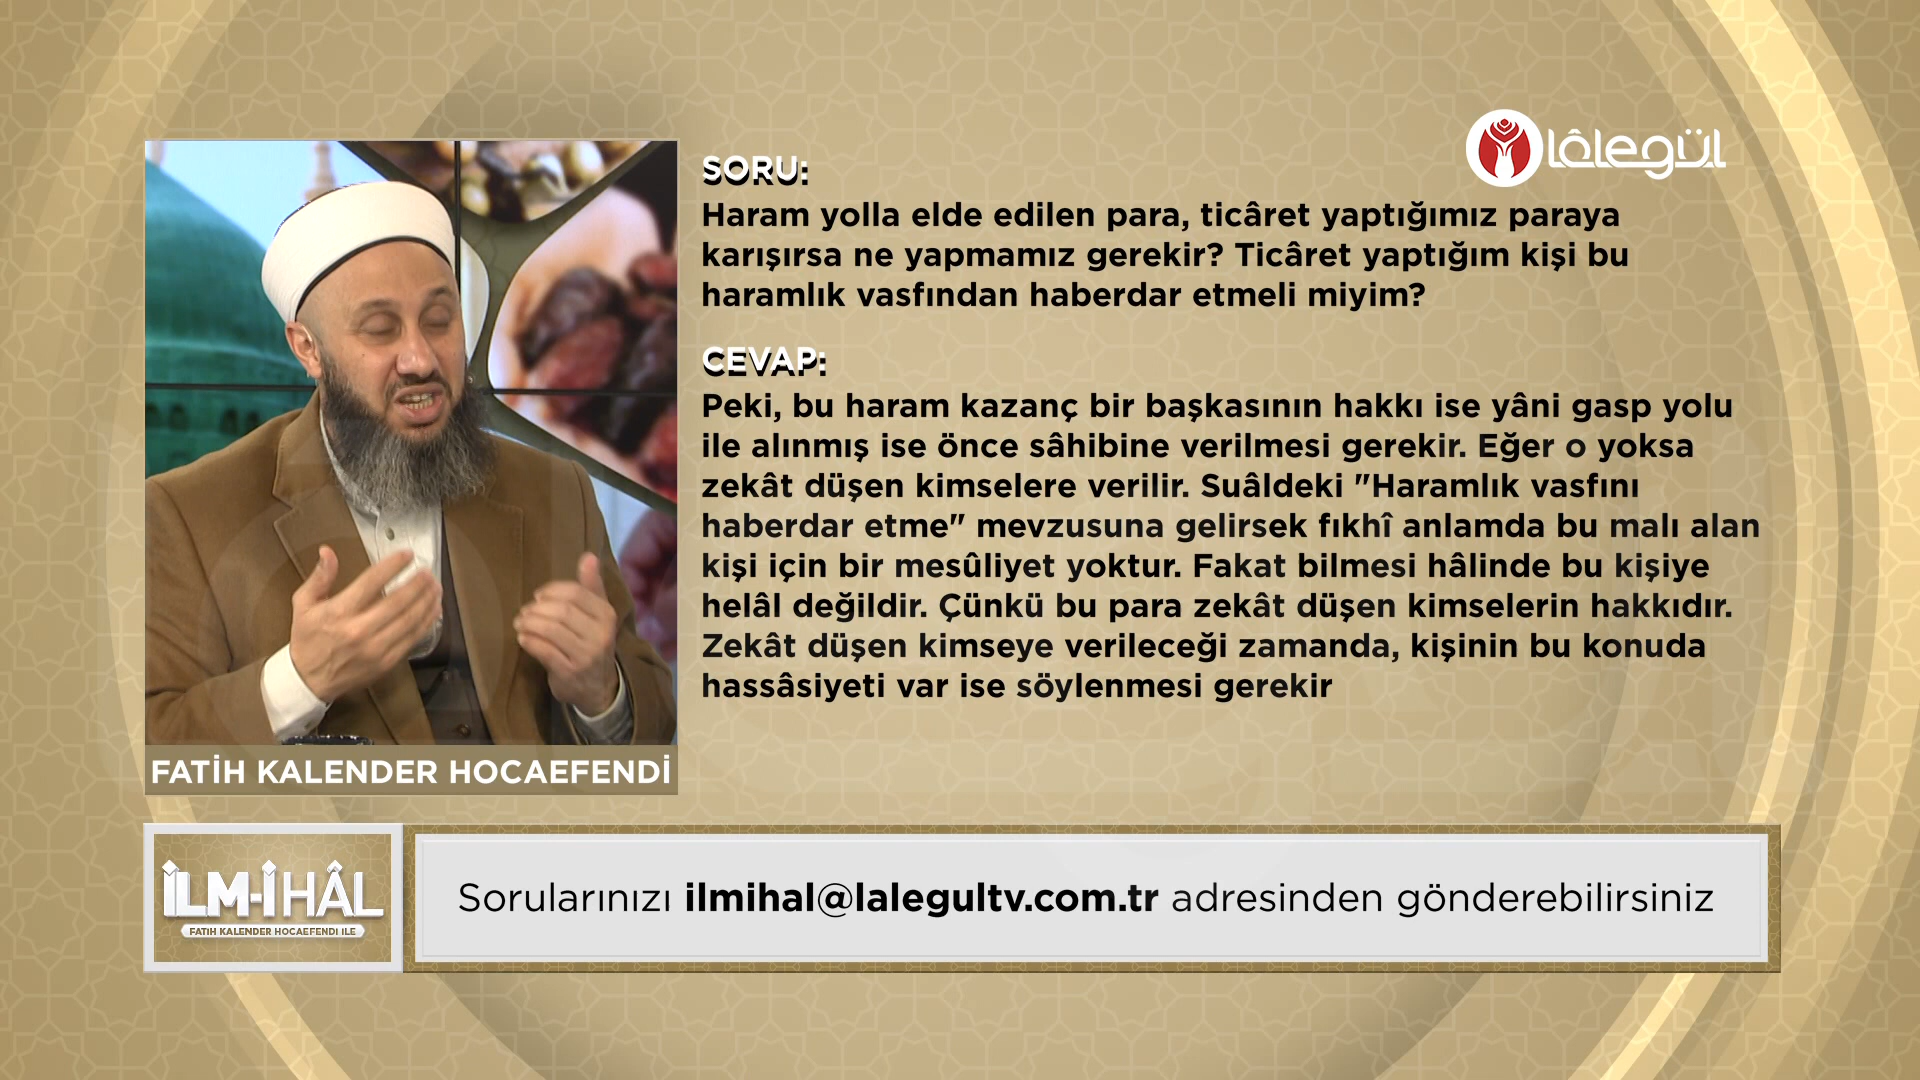 lâlegül
SORU:
Haram yolla elde edilen para, ticâret yaptığımız paraya
karışırsa ne yapmamız gerekir? Ticâret yaptığım kişi bu
haramlık vasfından haberdar etmeli miyim?
CEVAP:
Peki, bu haram kazanç bir başkasının hakkı ise yâni gasp yolu
ile alınmış ise önce sâhibine verilmesi gerekir. Eğer o yoksa
zekât düşen kimselere verilir. Suâldeki "Haramlık vasfını
haberdar etme" mevzusuna gelirsek fıkhî anlamda bu malı alan
kişi için bir mesûliyet yoktur. Fakat bilmesi hâlinde bu kişiye
helâl değildir. Çünkü bu para zekât düşen kimselerin hakkıdır.
Zekât düşen kimseye verileceği zamanda, kişinin bu konuda
hassâsiyeti var ise söylenmesi gerekir
FATİH KALENDER HOCAEFENDİ
İLM-İHÂL
FATIH KALENDER HOCAEFENDI ILE
Sorularınızı ilmihal@lalegultv.com.tr adresinden gönderebilirsiniz